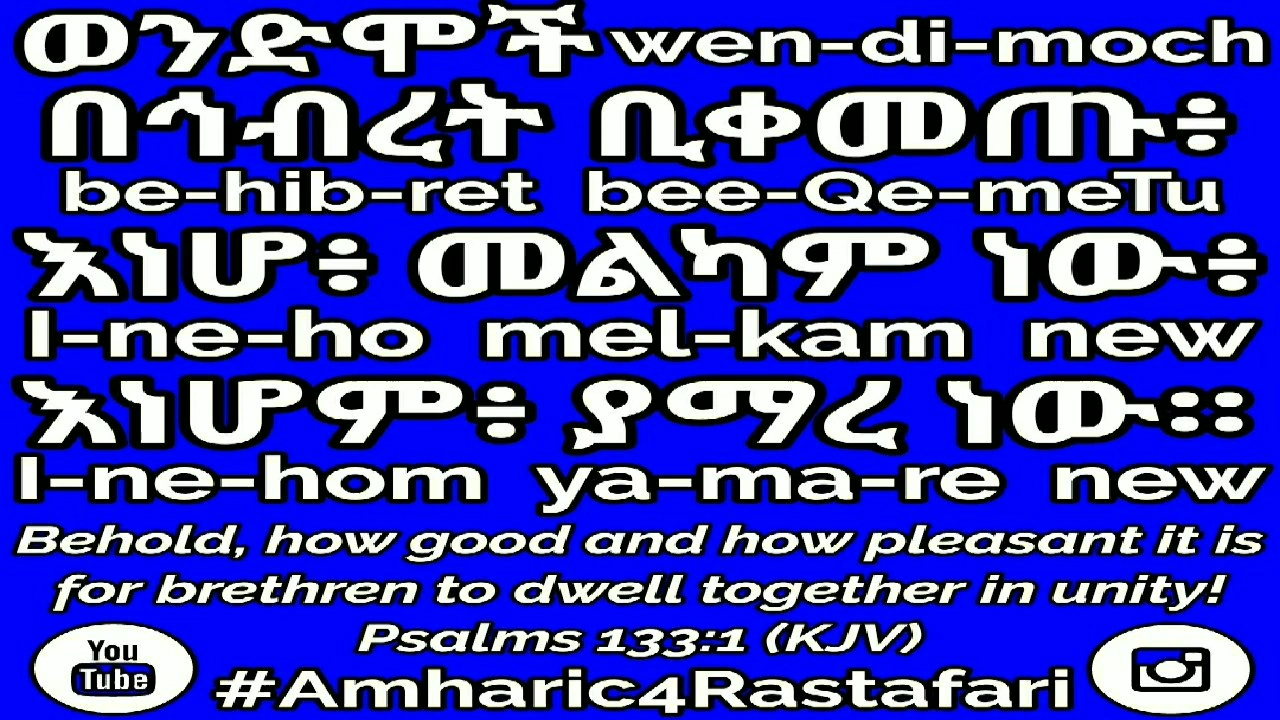 ወንድሞች wen-di-moch
በኅብረት ቢቀመጡ፥
be-hib-ret bee-Qe-meTu
እነሆ፥ መልካም ነው፥
I-ne-ho mel-kam new
እነሆም፥ ያማረ ነው።
I-ne-hom ya-ma-re new
Behold, how good and how pleasant it is
for brethren to dwell together in unity!
Psalms 133:1 (KJV)
You
Tube
#Amharic4Rastafari